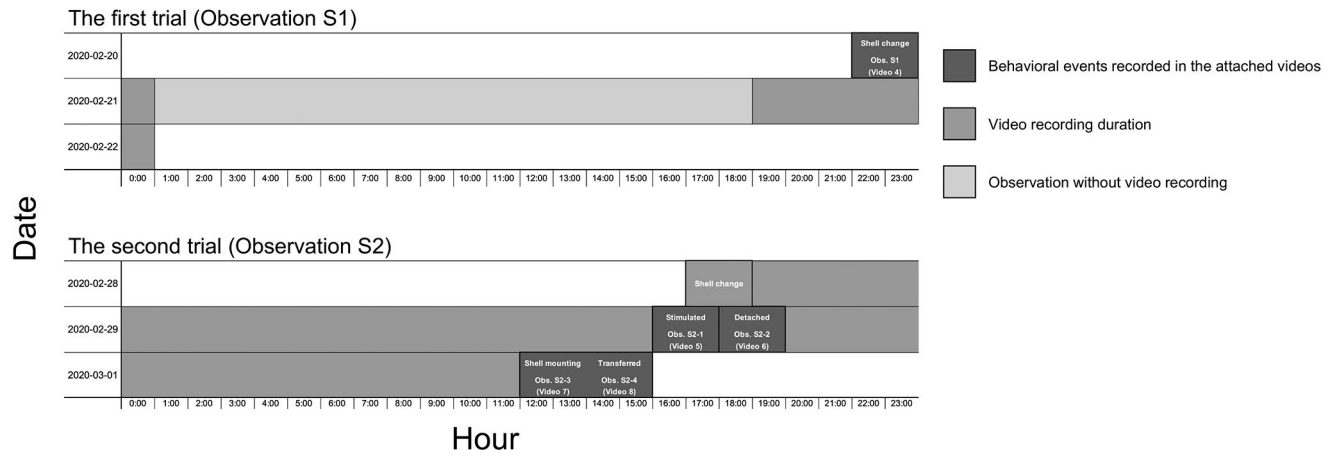 The first trial (Observation S1)
2020-02-20
Shell change
Obs. S1
(Video 4)
2020-02-21
2020-02-22
0:00 1:00 2:00 3:00 4:00 5:00 6:00 7:00 8:00 9:00 10:00 11:00 12:00 13:00 14:00 15:00 16:00 17:00 18:00 19:00 20:00 21:00 22:00 23:00
Behavioral events recorded in the attached videos
Video recording duration
Observation without video recording
Date
The second trial (Observation S2)
2020-02-28
Shell change
2020-02-29
Stimulated Detached
Obs. S2-1 Obs. S2-2
(Video 5) (Video 6)
2020-03-01
Shell mounting Transferred
Obs. S2-3 Obs. S2-4
(Video 7) (Video 8)
0:00 1:00 2:00 3:00 4:00 5:00 6:00 7:00 8:00 9:00 10:00 11:00 12:00 13:00 14:00 15:00 16:00 17:00 18:00 19:00 20:00 21:00 22:00 23:00
Hour